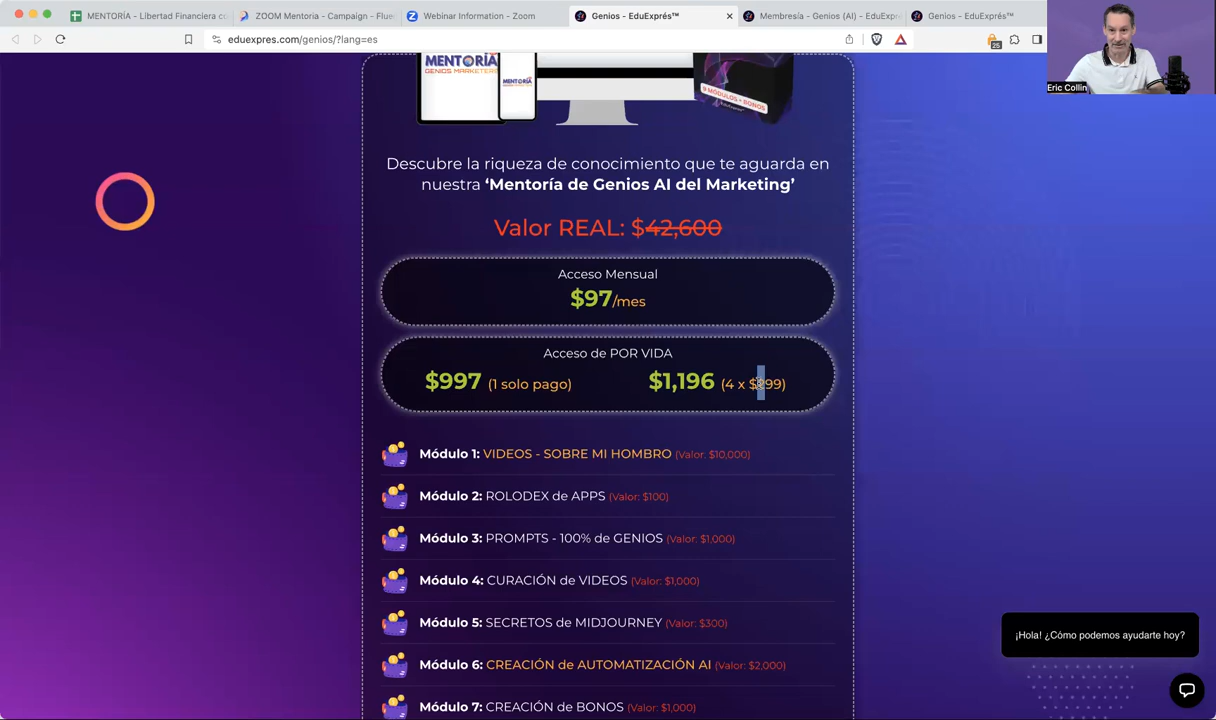 MENTORÍA - Libertad Financiera co
ZOOM Mentoria - Campaign - Flue
Webinar Information - Zoom
Genios - EduExprés™
Membresía - Genios (AI) - EduExpr
Genios - EduExprés™
eduexpres.com/genios/?lang=es
25
Eric Collin
MENTORÍA
GENIOS MARKETERS
MENTORÍA
9 MÓDULOS + BONOS
Descubre la riqueza de conocimiento que te aguarda en
nuestra ‘Mentoría de Genios AI del Marketing’
Valor REAL: $42,600
Acceso Mensual
$97/mes
Acceso de POR VIDA
$997 (1 solo pago) $1,196 (4 x $299)
Módulo 1: VIDEOS - SOBRE MI HOMBRO (Valor: $10,000)
Módulo 2: ROLODEX de APPS (Valor: $100)
Módulo 3: PROMPTS - 100% de GENIOS (Valor: $1,000)
Módulo 4: CURACIÓN de VIDEOS (Valor: $1,000)
Módulo 5: SECRETOS de MIDJOURNEY (Valor: $300)
Módulo 6: CREACIÓN de AUTOMATIZACIÓN AI (Valor: $2,000)
Módulo 7: CREACIÓN de BONOS (Valor: $1,000)
¡Hola! ¿Cómo podemos ayudarte hoy?